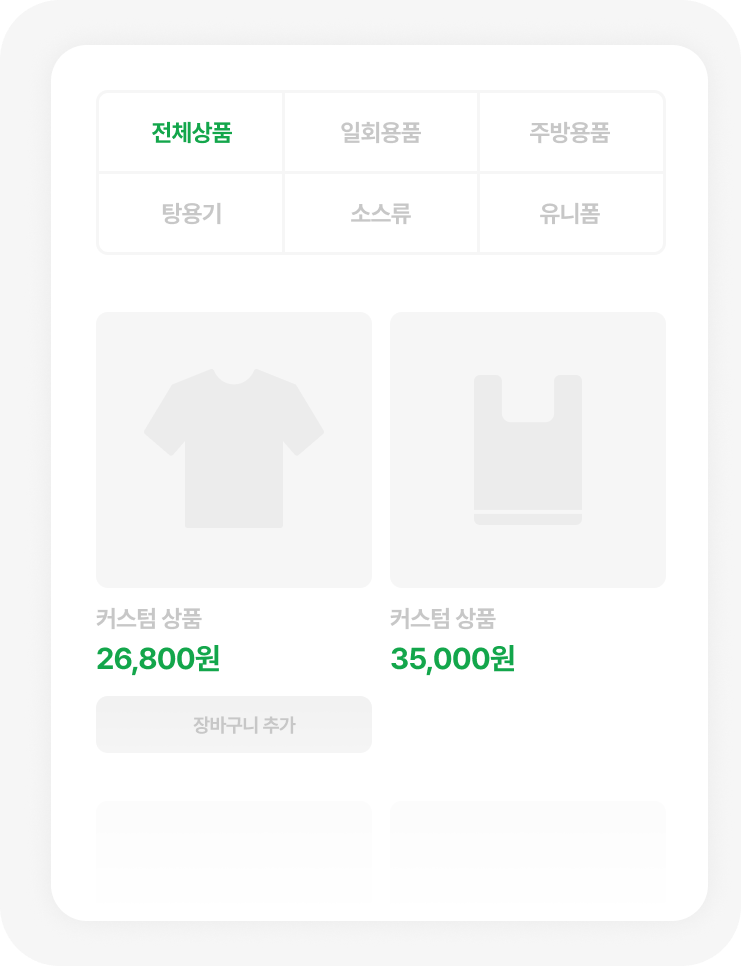 전체상품 일회용품 주방용품
탕용기 소스류 유니폼
커스텀 상품 커스텀 상품
26,800원 35,000원
장바구니 추가